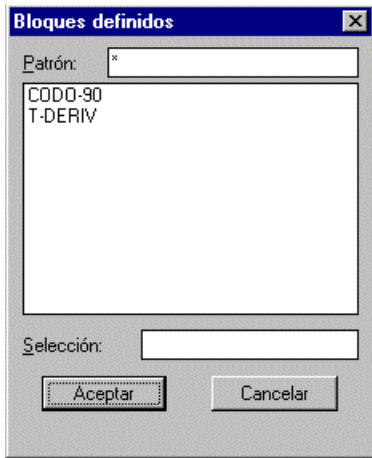 Bloques definidos
Patrón: *
CODO-90
T-DERIV
Selección:
Aceptar Cancelar